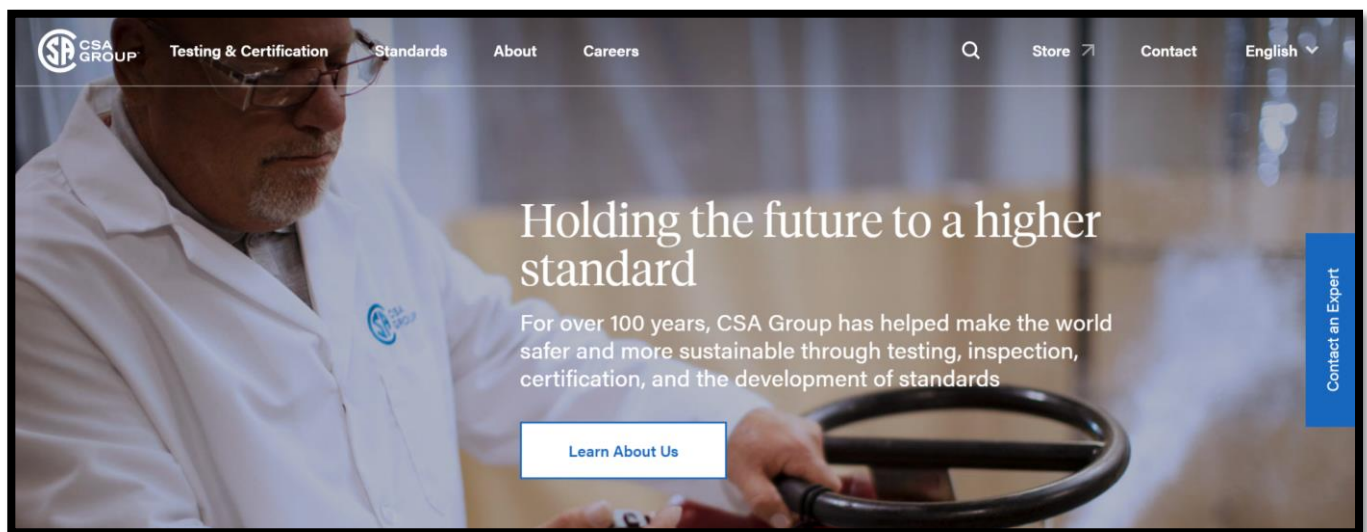 CSA
GROUP
Testing & Certification
Standards
About
Careers
Store
Contact
English
Holding the future to a higher
standard
For over 100 years, CSA Group has helped make the world
safer and more sustainable through testing, inspection,
certification, and the development of standards
Learn About Us
Contact an Expert
CSA
GROUP